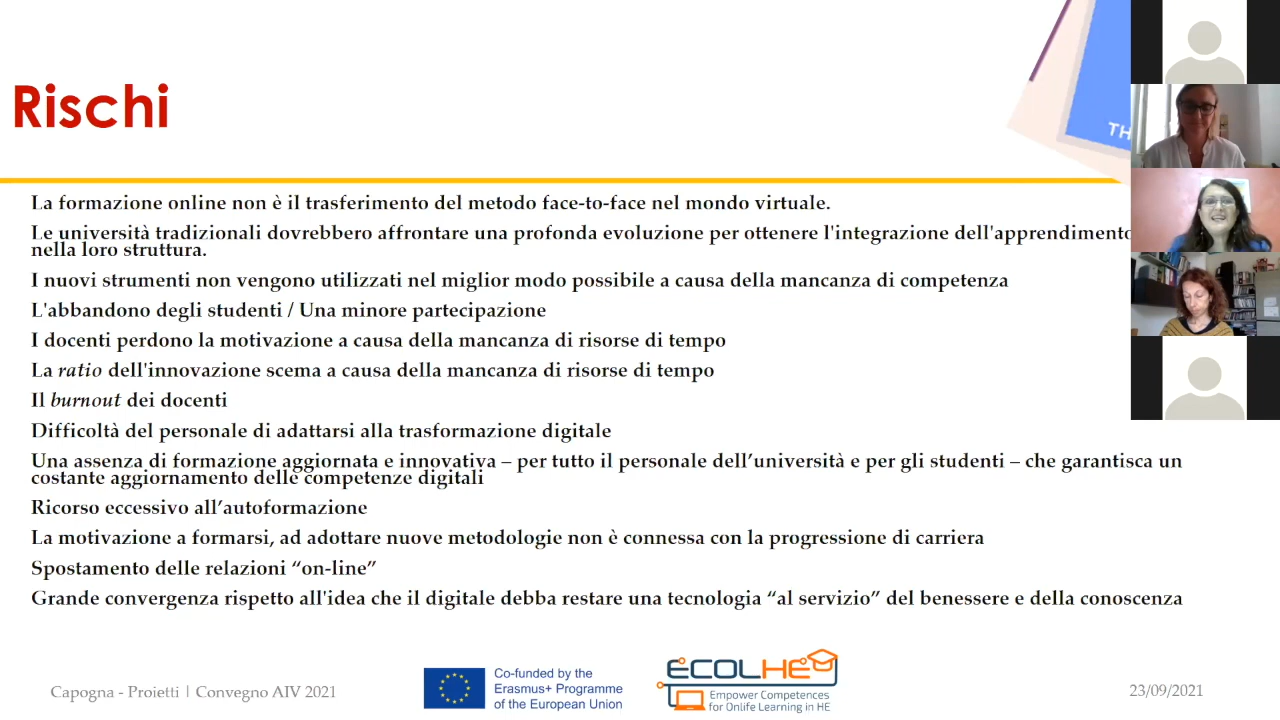 TH
Rischi
La formazione online non è il trasferimento del metodo face-to-face nel mondo virtuale.
Le università tradizionali dovrebbero affrontare una profonda evoluzione per ottenere l'integrazione dell'apprendimento
nella loro struttura.
I nuovi strumenti non vengono utilizzati nel miglior modo possibile a causa della mancanza di competenza
L'abbandono degli studenti / Una minore partecipazione
I docenti perdono la motivazione a causa della mancanza di risorse di tempo
La ratio dell'innovazione scema a causa della mancanza di risorse di tempo
Il burnout dei docenti
Difficoltà del personale di adattarsi alla trasformazione digitale
Una assenza di formazione aggiornata e innovativa – per tutto il personale dell’università e per gli studenti – che garantisca un
costante aggiornamento delle competenze digitali
Ricorso eccessivo all’autoformazione
La motivazione a formarsi, ad adottare nuove metodologie non è connessa con la progressione di carriera
Spostamento delle relazioni “on-line”
Grande convergenza rispetto all'idea che il digitale debba restare una tecnologia “al servizio” del benessere e della conoscenza
Capogna - Proietti | Convegno AIV 2021
Co-funded by the
Erasmus+ Programme
of the European Union
ECOLHE
Empower Competences
for Onlife Learning in HE
23/09/2021